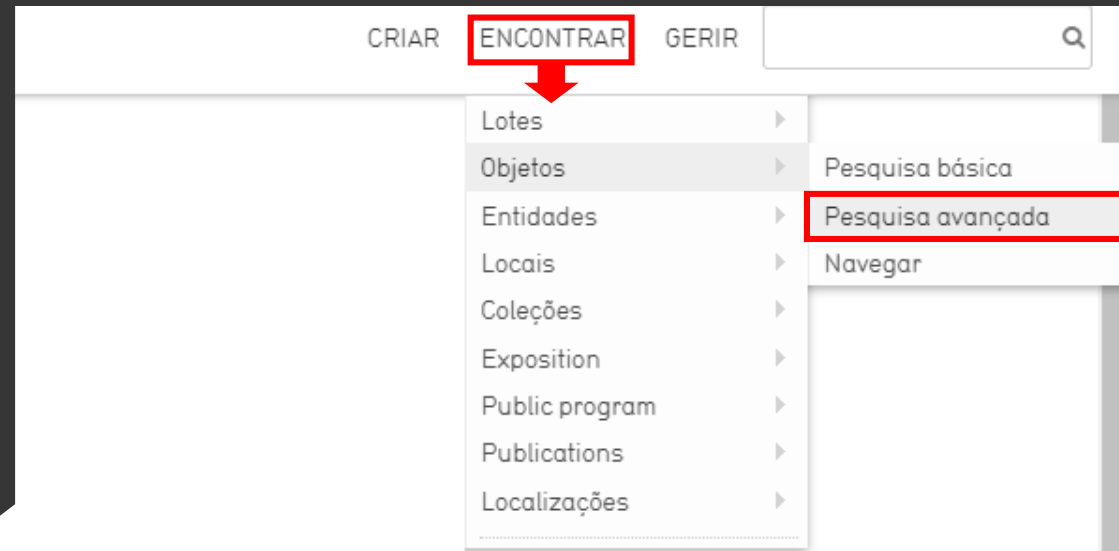 CRIAR ENCONTRAR GERIR
Lotes
Objetos
Entidades
Locais
Coleções
Exposition
Public program
Publications
Localizações
Pesquisa básica
Pesquisa avançada
Navegar